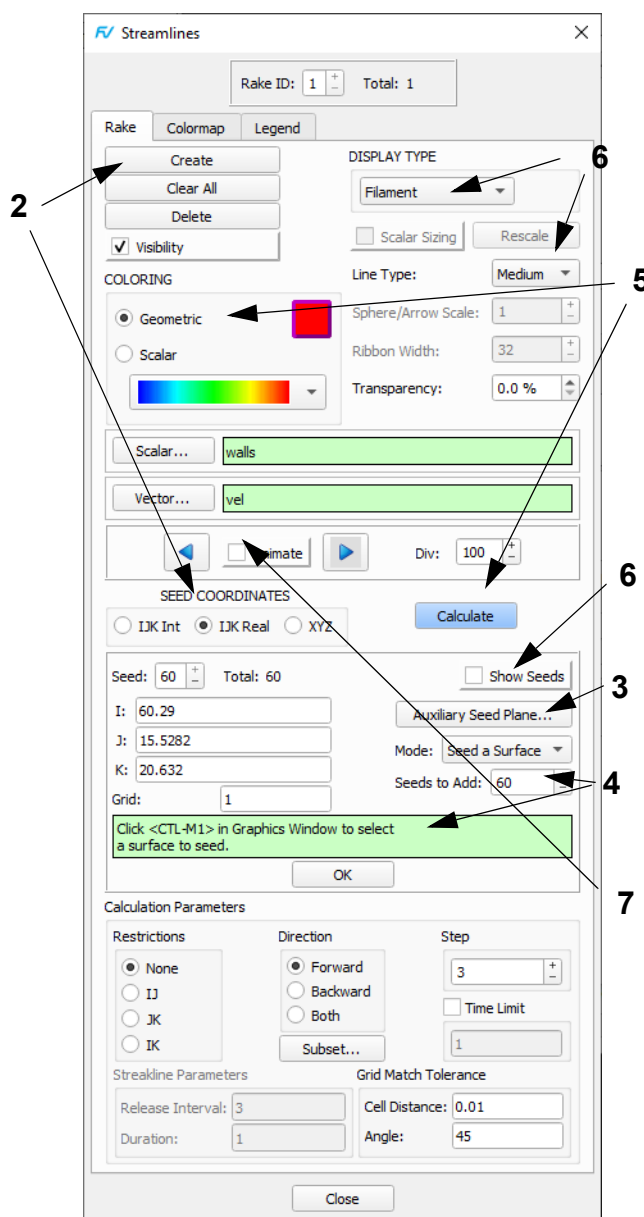 FV Streamlines
Rake ID: 1 Total: 1
Rake Colormap Legend
Create
Clear All
Delete
Visibility
DISPLAY TYPE
Filament
6
2
Scalar Sizing Rescale
COLORING
Line Type: Medium
5
Geometric
Sphere/Arrow Scale: 1
Scalar
Ribbon Width: 32
Transparency: 0.0 %
Scalar... walls
Vector... vel
Animate
Div: 100
SEED COORDINATES
IJK Int IJK Real XYZ
Calculate
6
Seed: 60 Total: 60
Show Seeds
3
I: 60.29
Auxiliary Seed Plane...
J: 15.5282
Mode: Seed a Surface
K: 20.632
Seeds to Add: 60
4
Grid: 1
Click <CTL-M1> in Graphics Window to select
a surface to seed.
OK
7
Calculation Parameters
Restrictions Direction Step
None Forward 3
IJ Backward
JK Both Time Limit
IK Subset... 1
Streakline Parameters Grid Match Tolerance
Release Interval: 3 Cell Distance: 0.01
Duration: 1 Angle: 45
Close